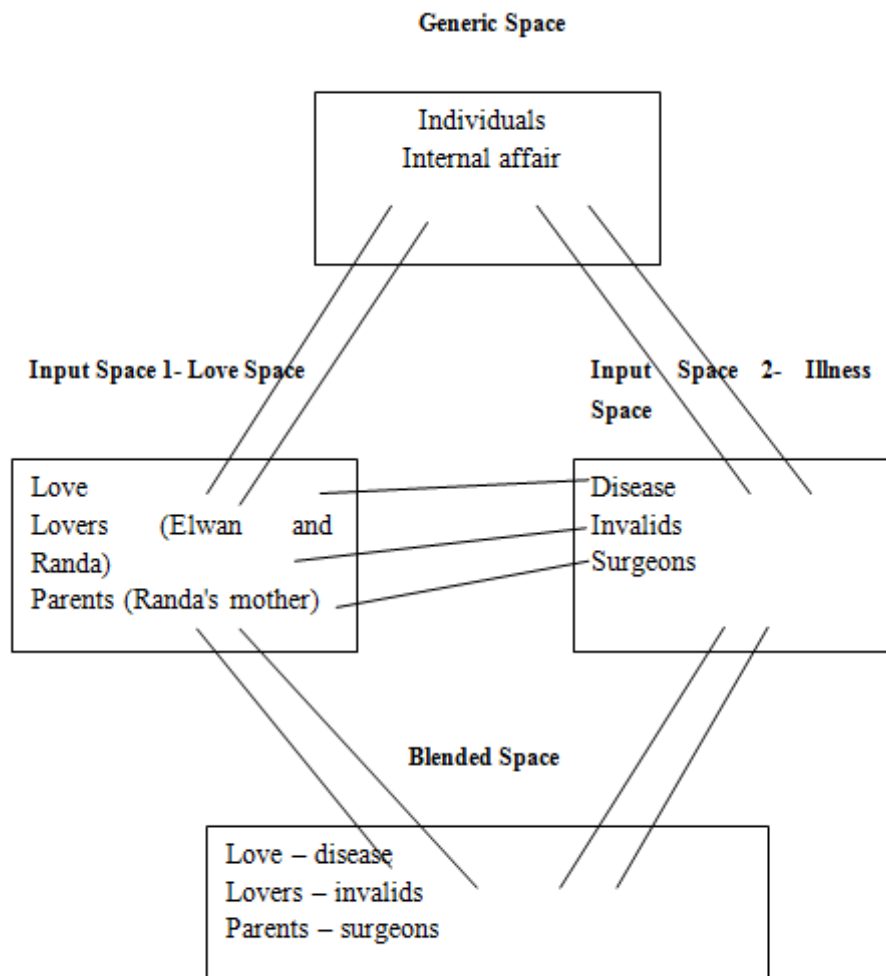 Generic Space
Individuals
Internal affair
Input Space 1- Love Space
Input Space 2- Illness
Space
Love
Lovers (Elwan and
Randa)
Parents (Randa's mother)
Disease
Invalids
Surgeons
Blended Space
Love – disease
Lovers – invalids
Parents – surgeons